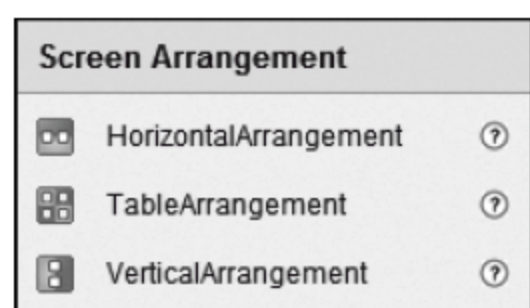 Screen Arrangement
HorizontalArrangement ?
TableArrangement ?
VerticalArrangement ?